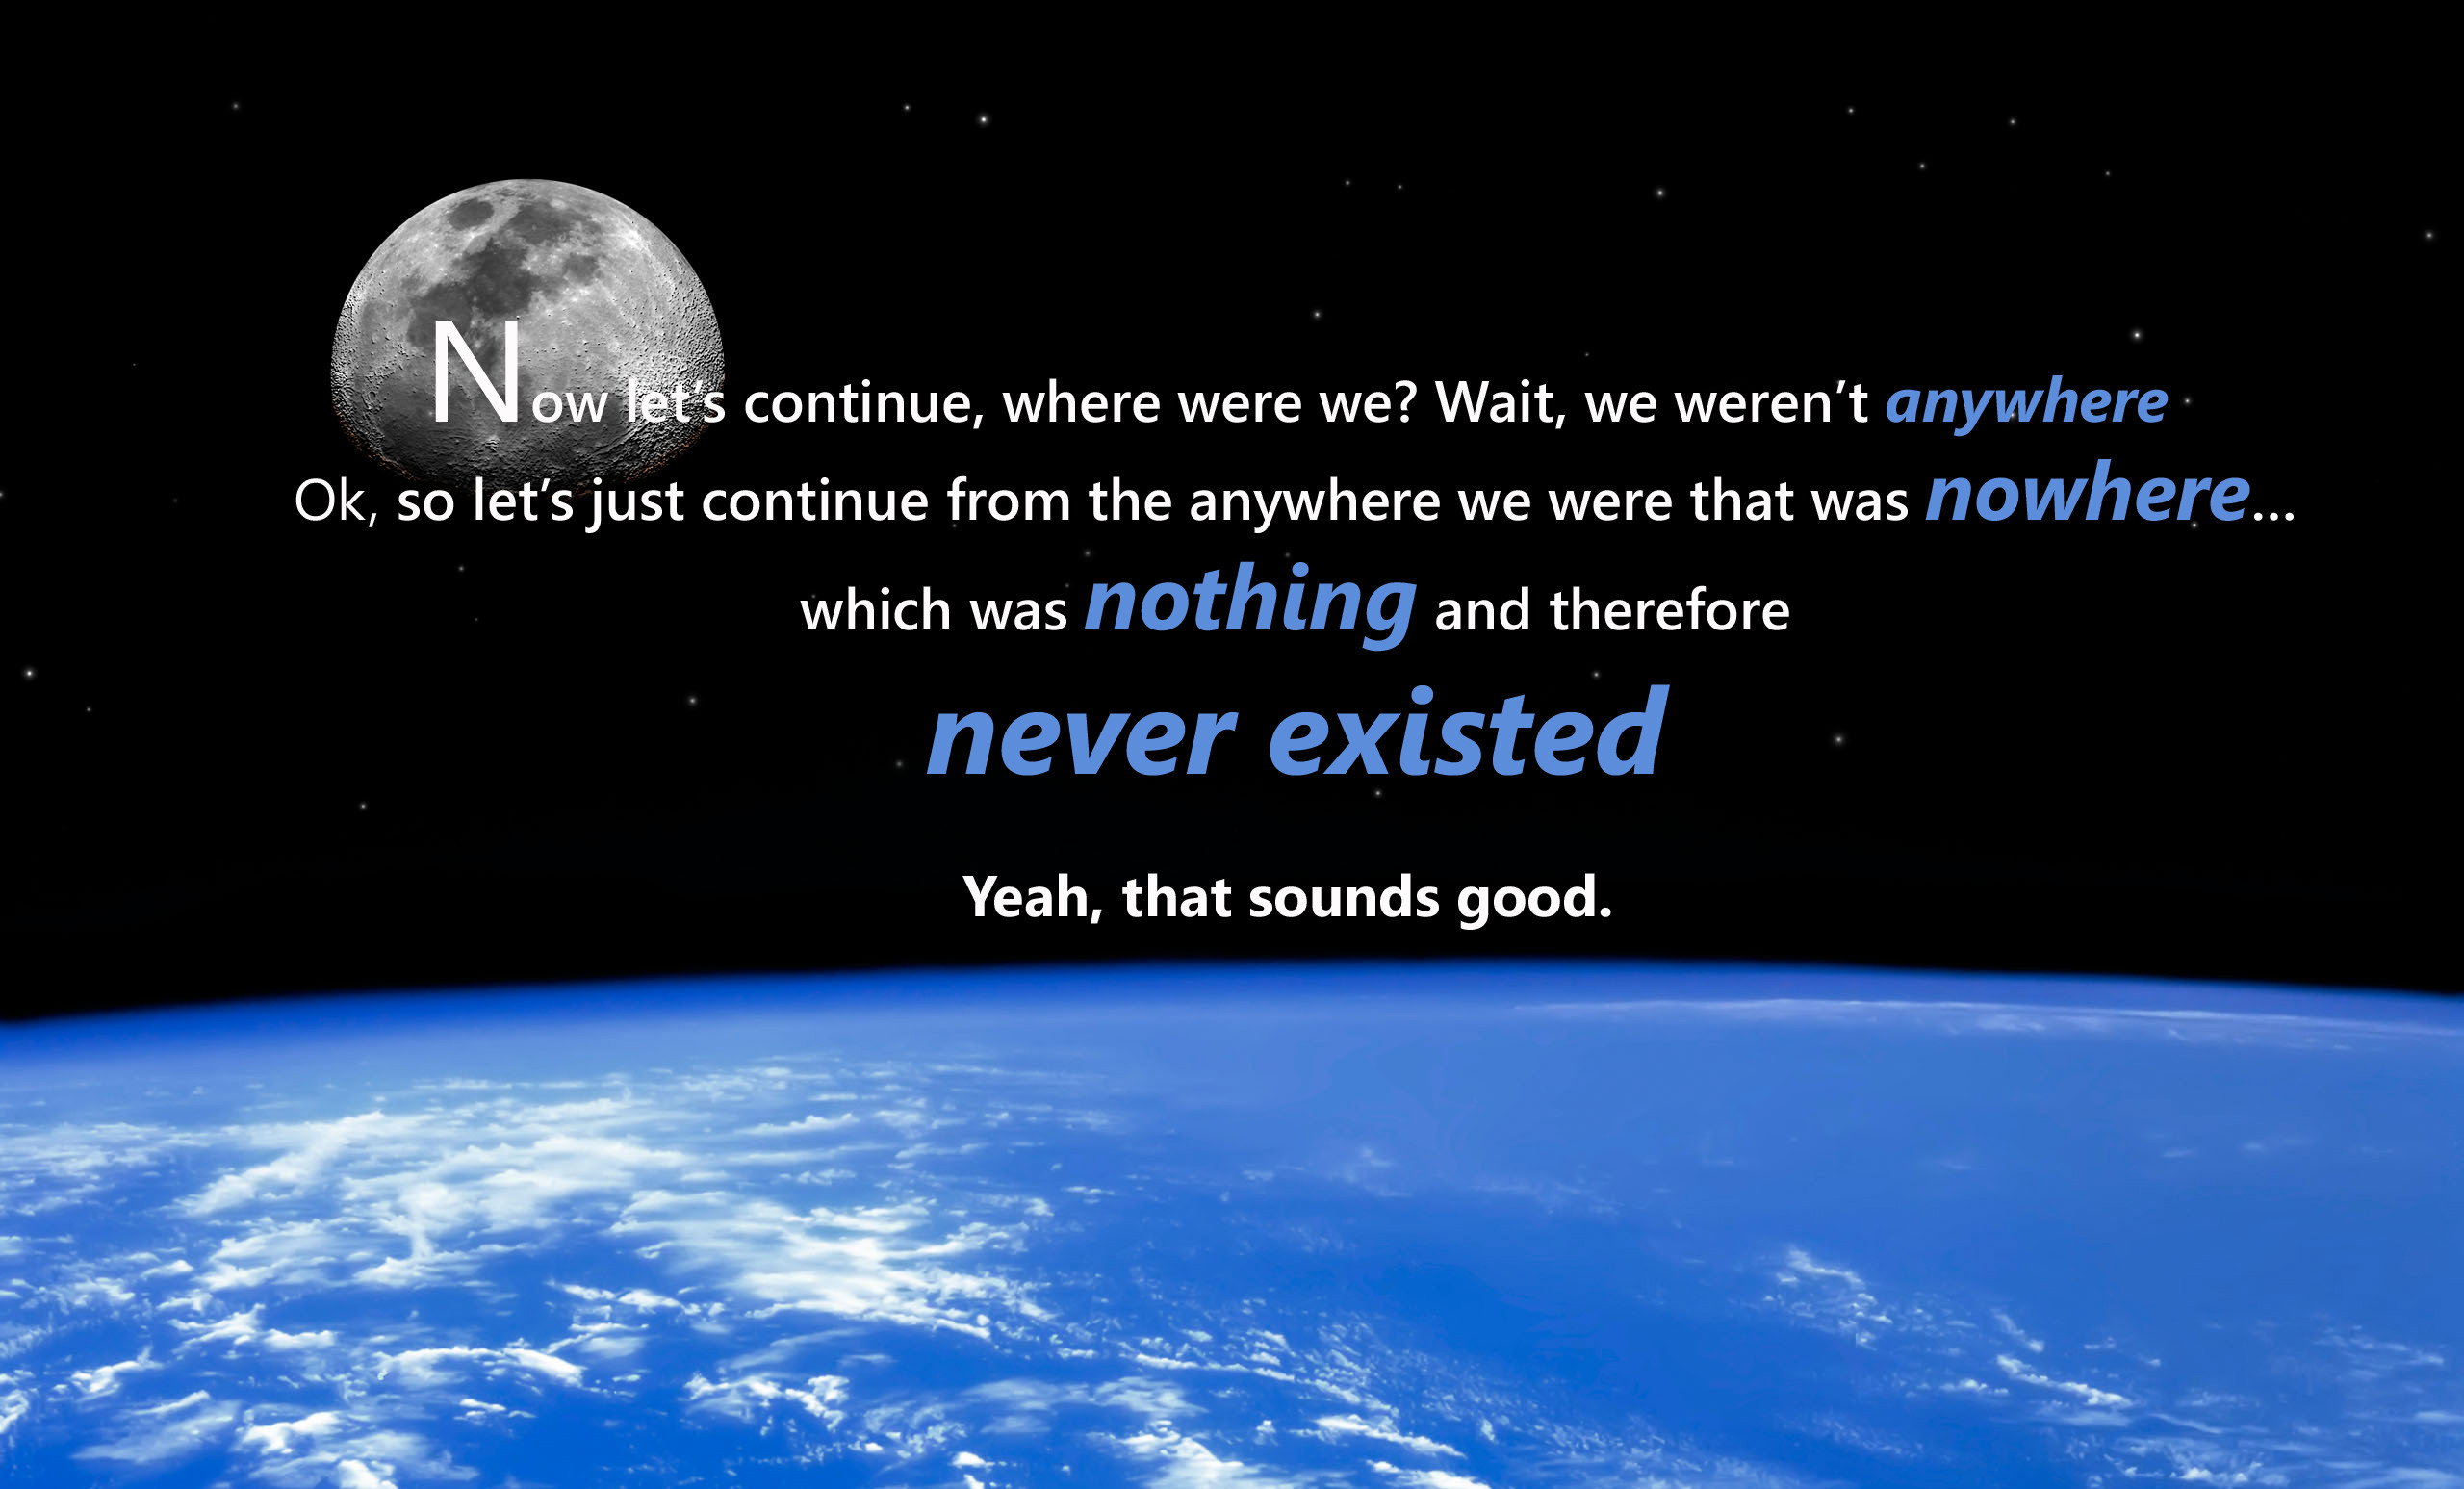 Now let’s continue, where were we? Wait, we weren’t anywhere
Ok, so let’s just continue from the anywhere we were that was nowhere...
which was nothing and therefore
never existed
Yeah, that sounds good.